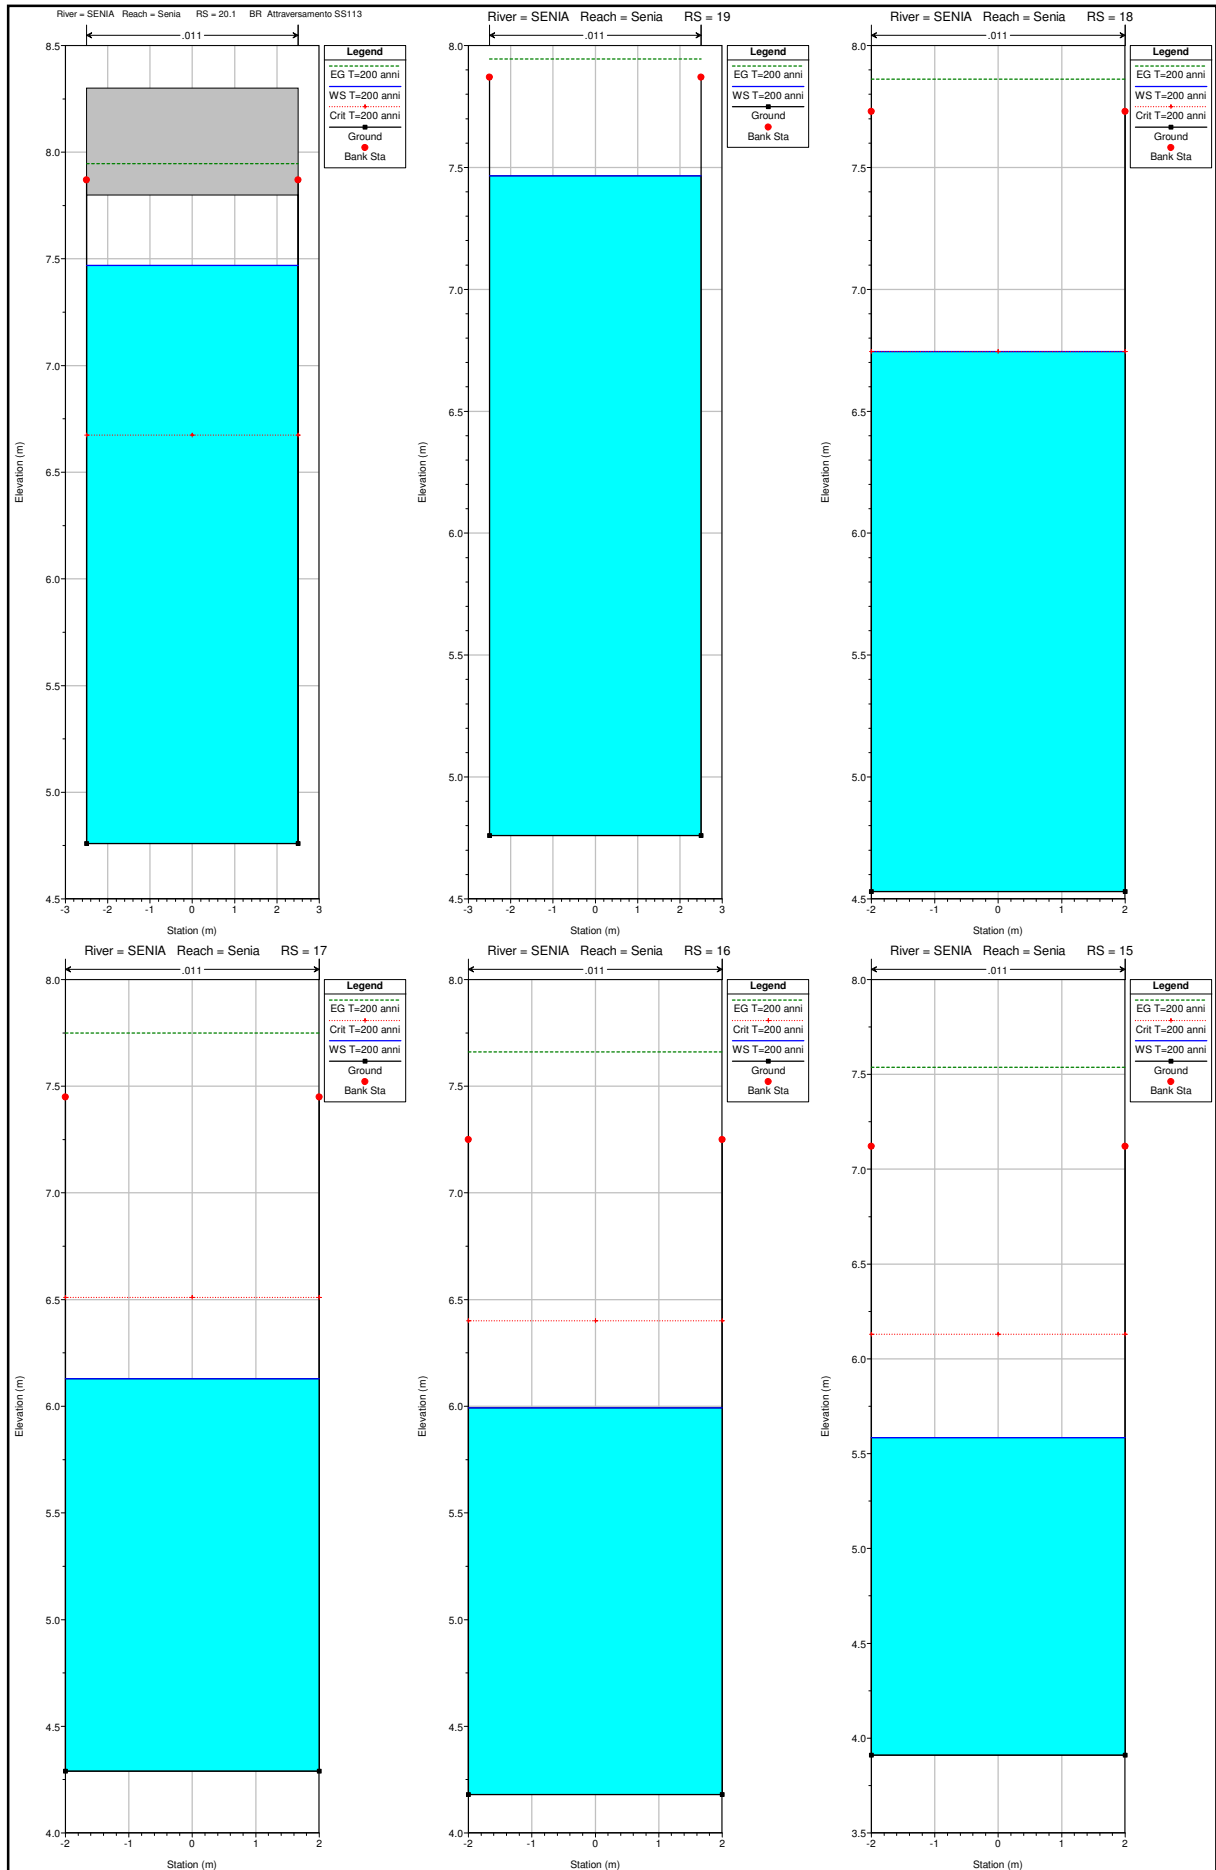 River = SENIA Reach = Senia RS = 20.1 BR Attraversamento SS113
.011
Legend
EG T=200 anni
WS T=200 anni
Crit T=200 anni
Ground
Bank Sta
8.5
8.0
7.5
7.0
6.5
6.0
5.5
5.0
4.5
-3 -2 -1 0 1 2 3
Elevation (m)
Station (m)
River = SENIA Reach = Senia RS = 19
.011
Legend
EG T=200 anni
WS T=200 anni
Ground
Bank Sta
8.0
7.5
7.0
6.5
6.0
5.5
5.0
4.5
-3 -2 -1 0 1 2 3
Elevation (m)
Station (m)
River = SENIA Reach = Senia RS = 18
.011
Legend
EG T=200 anni
WS T=200 anni
Crit T=200 anni
Ground
Bank Sta
8.0
7.5
7.0
6.5
6.0
5.5
5.0
4.5
-2 -1 0 1 2
Elevation (m)
Station (m)
River = SENIA Reach = Senia RS = 17
.011
Legend
EG T=200 anni
Crit T=200 anni
WS T=200 anni
Ground
Bank Sta
8.0
7.5
7.0
6.5
6.0
5.5
5.0
4.5
4.0
-2 -1 0 1 2
Elevation (m)
Station (m)
River = SENIA Reach = Senia RS = 16
.011
Legend
EG T=200 anni
Crit T=200 anni
WS T=200 anni
Ground
Bank Sta
8.0
7.5
7.0
6.5
6.0
5.5
5.0
4.5
4.0
-2 -1 0 1 2
Elevation (m)
Station (m)
River = SENIA Reach = Senia RS = 15
.011
Legend
EG T=200 anni
Crit T=200 anni
WS T=200 anni
Ground
Bank Sta
8.0
7.5
7.0
6.5
6.0
5.5
5.0
4.5
4.0
3.5
-2 -1 0 1 2
Elevation (m)
Station (m)